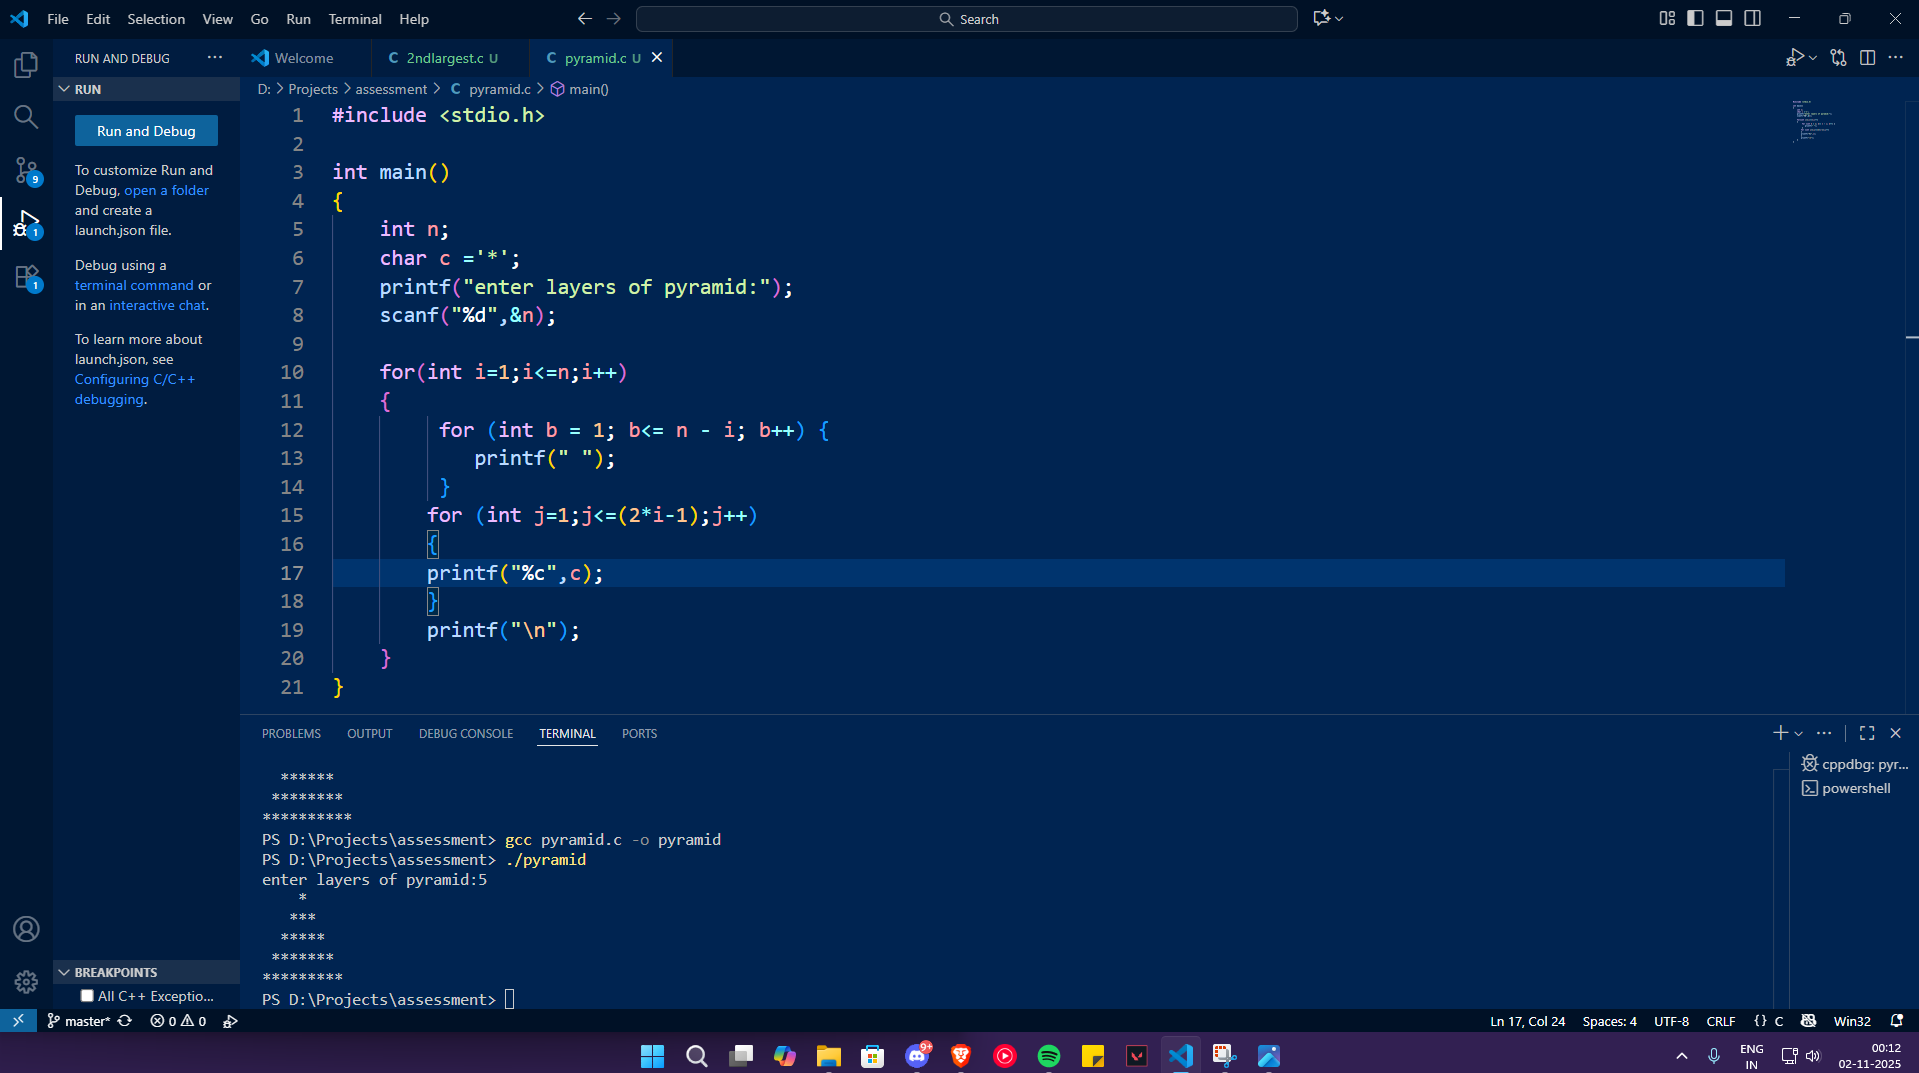 File Edit Selection View Go Run Terminal Help
Search
RUN AND DEBUG ···
Welcome
C 2ndlargest.c U
C pyramid.c U
RUN
Run and Debug
To customize Run and
Debug, open a folder
and create a
launch.json file.
Debug using a
terminal command or
in an interactive chat.
To learn more about
launch.json, see
Configuring C/C++
debugging.
9
1
1
BREAKPOINTS
All C++ Exceptio...
D: > Projects > assessment > C pyramid.c > main()
1 #include <stdio.h>
2
3 int main()
4 {
5     int n;
6     char c ='*';
7     printf("enter layers of pyramid:");
8     scanf("%d",&n);
9
10     for(int i=1;i<=n;i++)
11     {
12          for (int b = 1; b<= n - i; b++) {
13             printf(" ");
14          }
15         for (int j=1;j<=(2*i-1);j++)
16         {
17         printf("%c",c);
18         }
19         printf("\n");
20     }
21 }
PROBLEMS OUTPUT DEBUG CONSOLE TERMINAL PORTS
cppdbg: pyr...
powershell
  ******
 ********
**********
PS D:\Projects\assessment> gcc pyramid.c -o pyramid
PS D:\Projects\assessment> ./pyramid
enter layers of pyramid:5
    *
   ***
  *****
 *******
*********
PS D:\Projects\assessment>
master* 0 0
Ln 17, Col 24 Spaces: 4 UTF-8 CRLF {} C Win32
9+
ENG
IN
00:12
02-11-2025